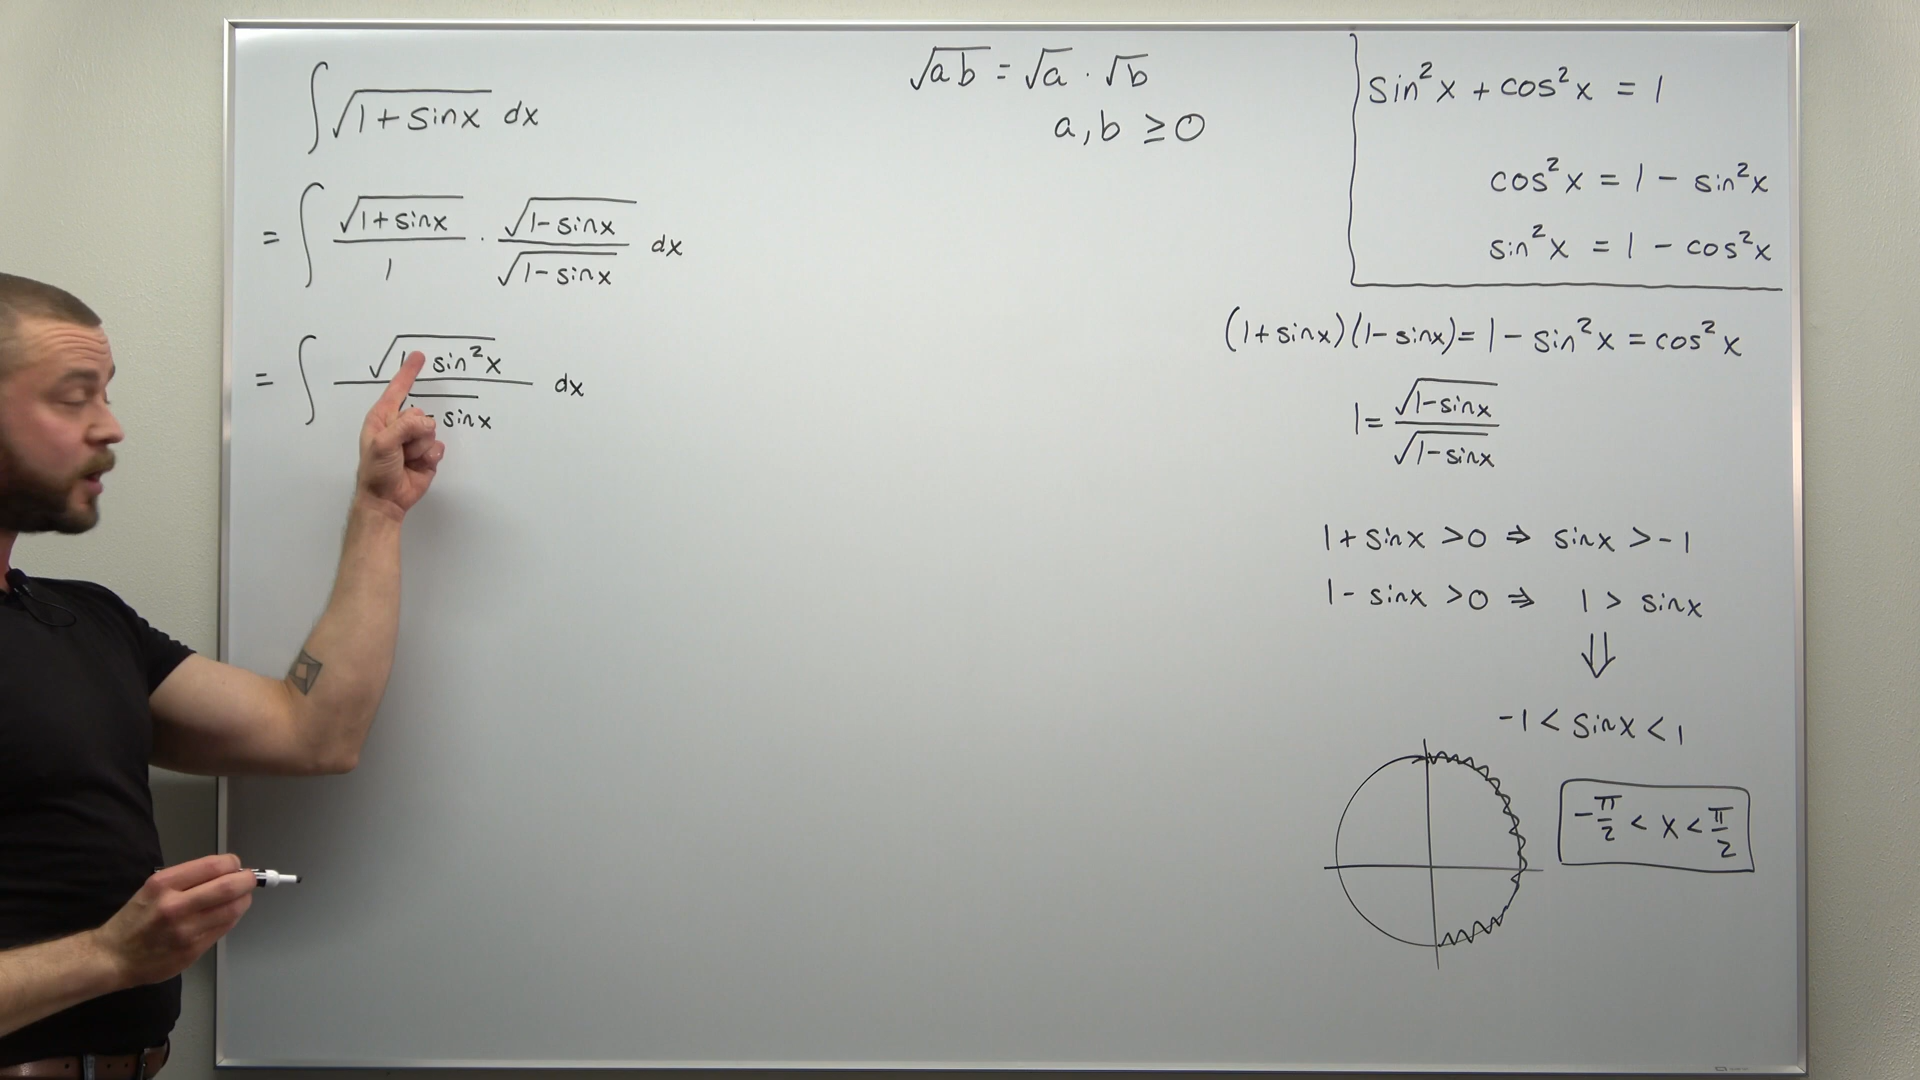 ∫√(1+sinx) dx
= ∫ √(1+sinx)/1 · √(1-sinx)/√(1-sinx) dx
= ∫ √(1-sin²x)/√(1-sinx) dx
√(ab) = √a · √b
a, b ≥ 0
sin²x + cos²x = 1
cos²x = 1 - sin²x
sin²x = 1 - cos²x
(1+sinx)(1-sinx) = 1 - sin²x = cos²x
1 = √(1-sinx)/√(1-sinx)
1 + sinx > 0 ⇒ sinx > -1
1 - sinx > 0 ⇒ 1 > sinx
⇓
-1 < sinx < 1
-π/2 < x < π/2